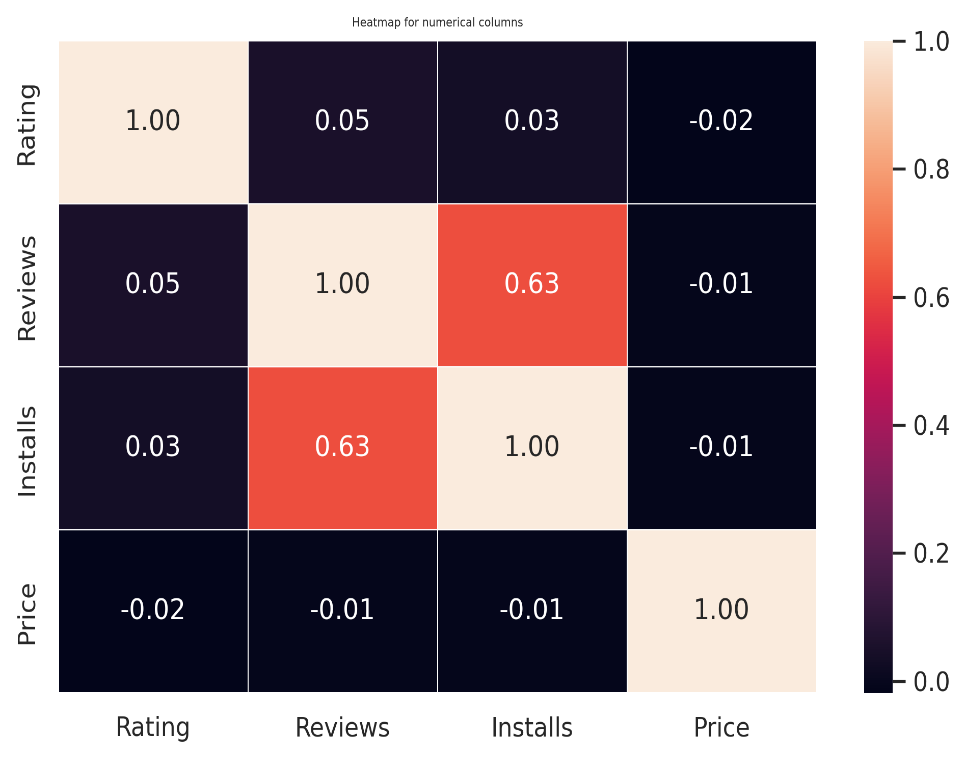 Heatmap for numerical columns
Rating 1.00 0.05 0.03 -0.02
Reviews 0.05 1.00 0.63 -0.01
Installs 0.03 0.63 1.00 -0.01
Price -0.02 -0.01 -0.01 1.00
Rating Reviews Installs Price
1.0
0.8
0.6
0.4
0.2
0.0